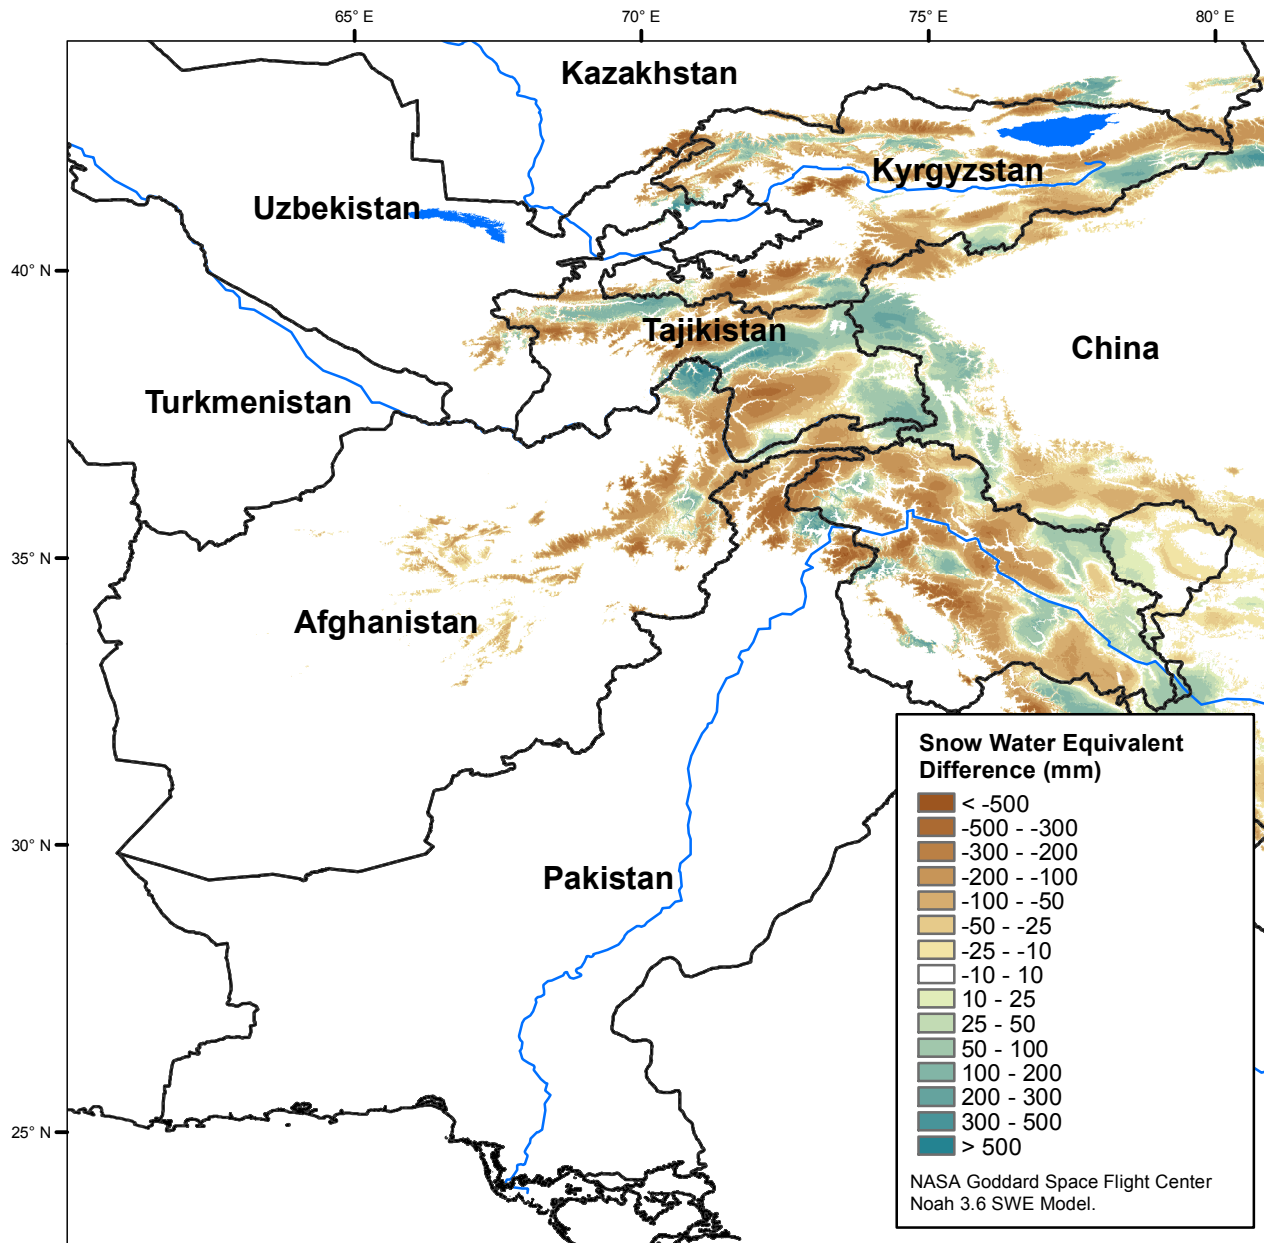 65° E
70° E
75° E
80° E
Kazakhstan
Kyrgyzstan
Uzbekistan
40° N
Tajikistan
China
Turkmenistan
35° N
Afghanistan
30° N
Pakistan
25° N
Snow Water Equivalent
Difference (mm)
< -500
-500 - -300
-300 - -200
-200 - -100
-100 - -50
-50 - -25
-25 - -10
-10 - 10
10 - 25
25 - 50
50 - 100
100 - 200
200 - 300
300 - 500
> 500
NASA Goddard Space Flight Center
Noah 3.6 SWE Model.